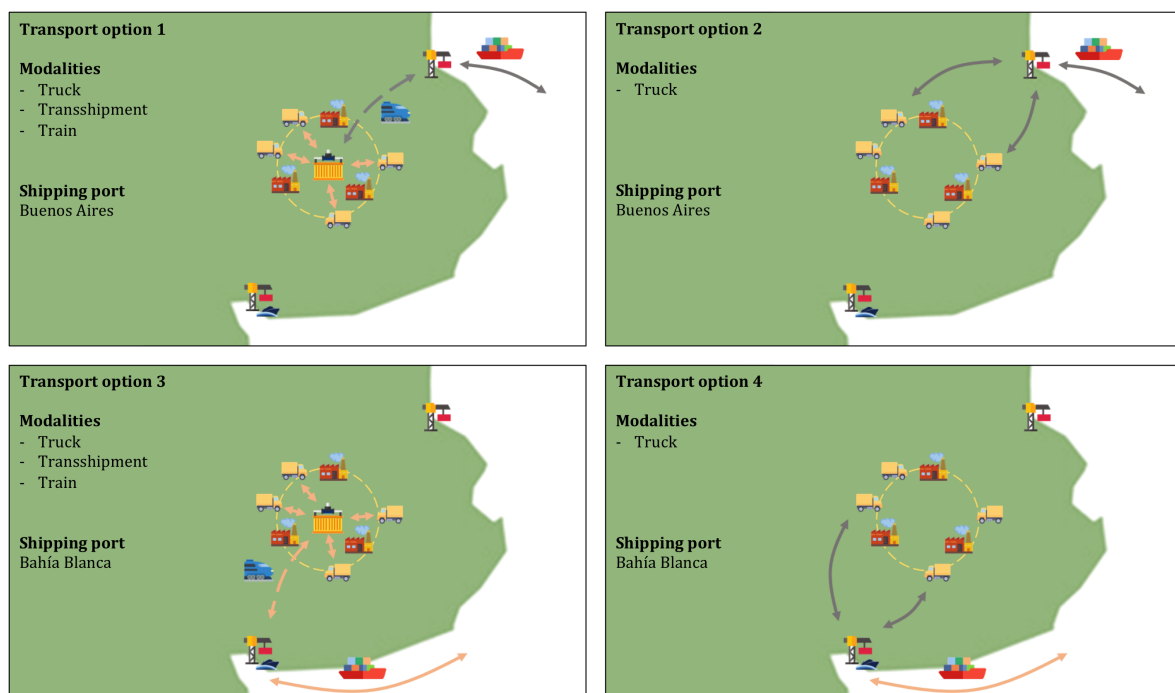 Transport option 1
Modalities
- Truck
- Transshipment
- Train
Shipping port
Buenos Aires
Transport option 2
Modalities
- Truck
Shipping port
Buenos Aires
Transport option 3
Modalities
- Truck
- Transshipment
- Train
Shipping port
Bahía Blanca
Transport option 4
Modalities
- Truck
Shipping port
Bahía Blanca